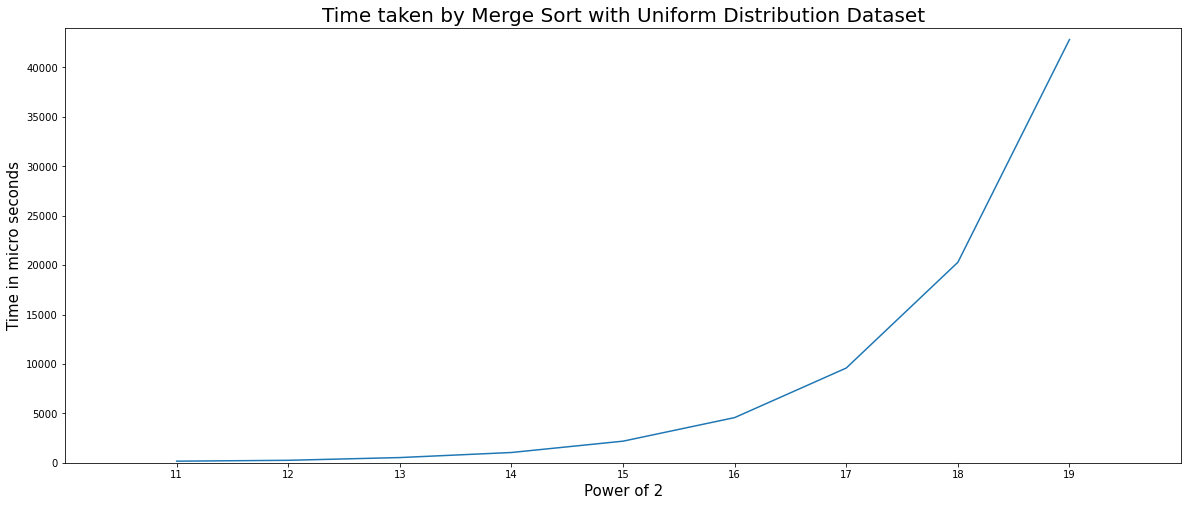 Time taken by Merge Sort with Uniform Distribution Dataset
Time in micro seconds
40000
35000
30000
25000
20000
15000
10000
5000
0
11 12 13 14 15 16 17 18 19
Power of 2